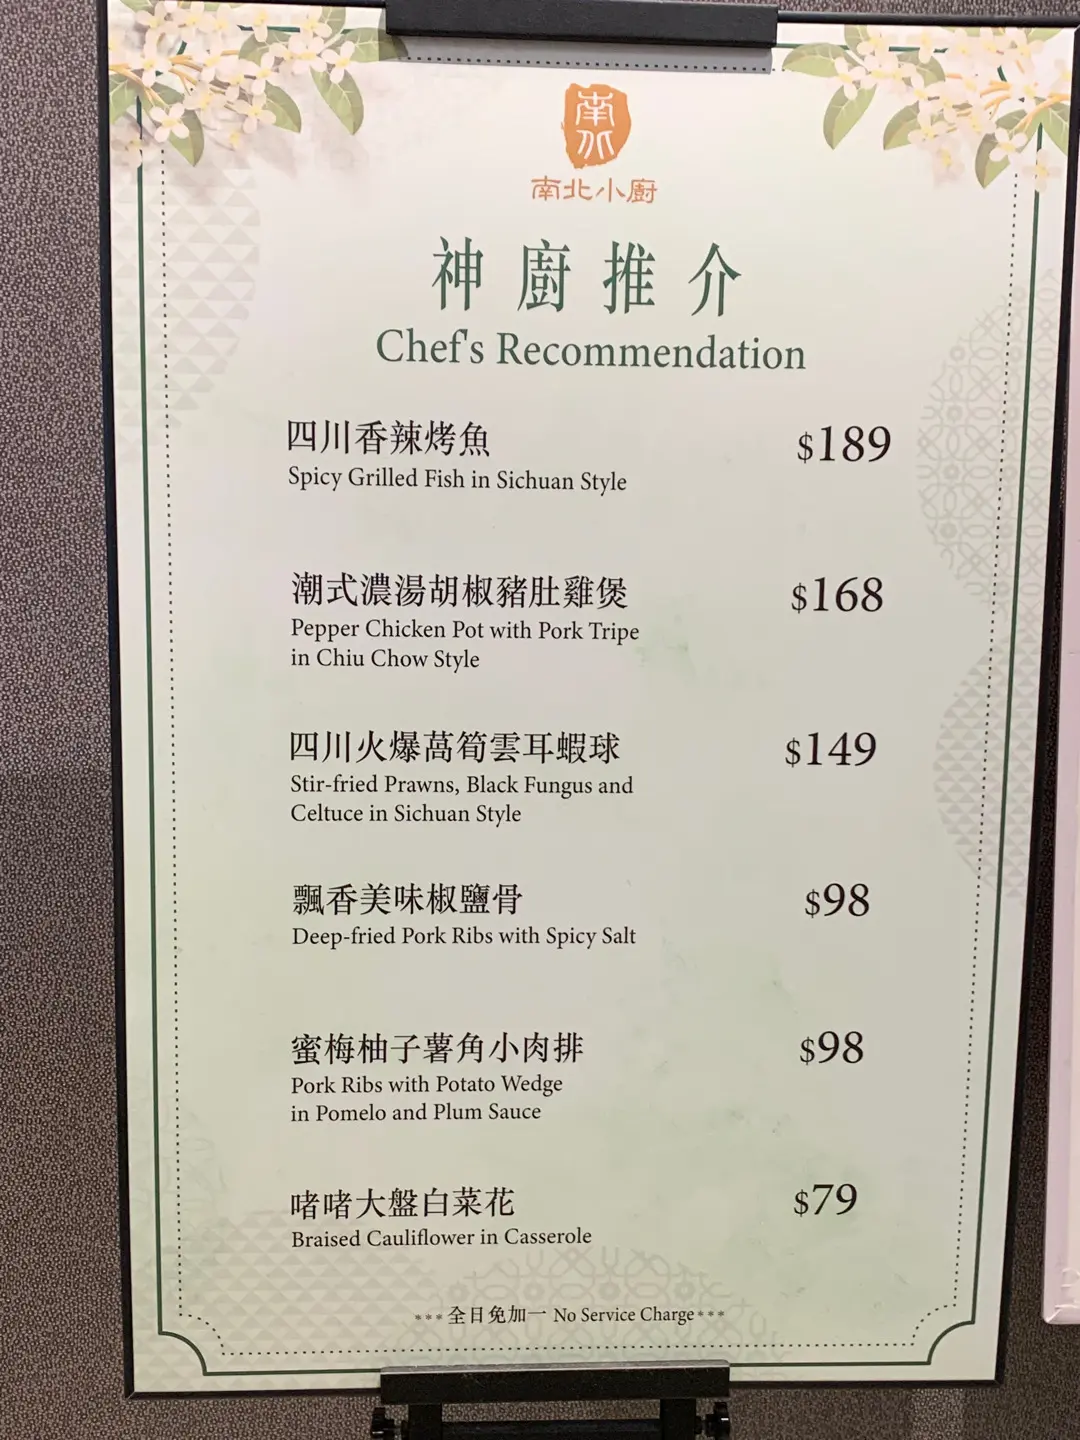 南北
南北小廚
神廚推介
Chef's Recommendation
四川香辣烤魚
$189
Spicy Grilled Fish in Sichuan Style
潮式濃湯胡椒豬肚雞煲
$168
Pepper Chicken Pot with Pork Tripe
in Chiu Chow Style
四川火爆萵筍雲耳蝦球
$149
Stir-fried Prawns, Black Fungus and
Celtuce in Sichuan Style
飄香美味椒鹽骨
$98
Deep-fried Pork Ribs with Spicy Salt
蜜梅柚子薯角小肉排
$98
Pork Ribs with Potato Wedge
in Pomelo and Plum Sauce
啫啫大盤白菜花
$79
Braised Cauliflower in Casserole
***全日免加一 No Service Charge***